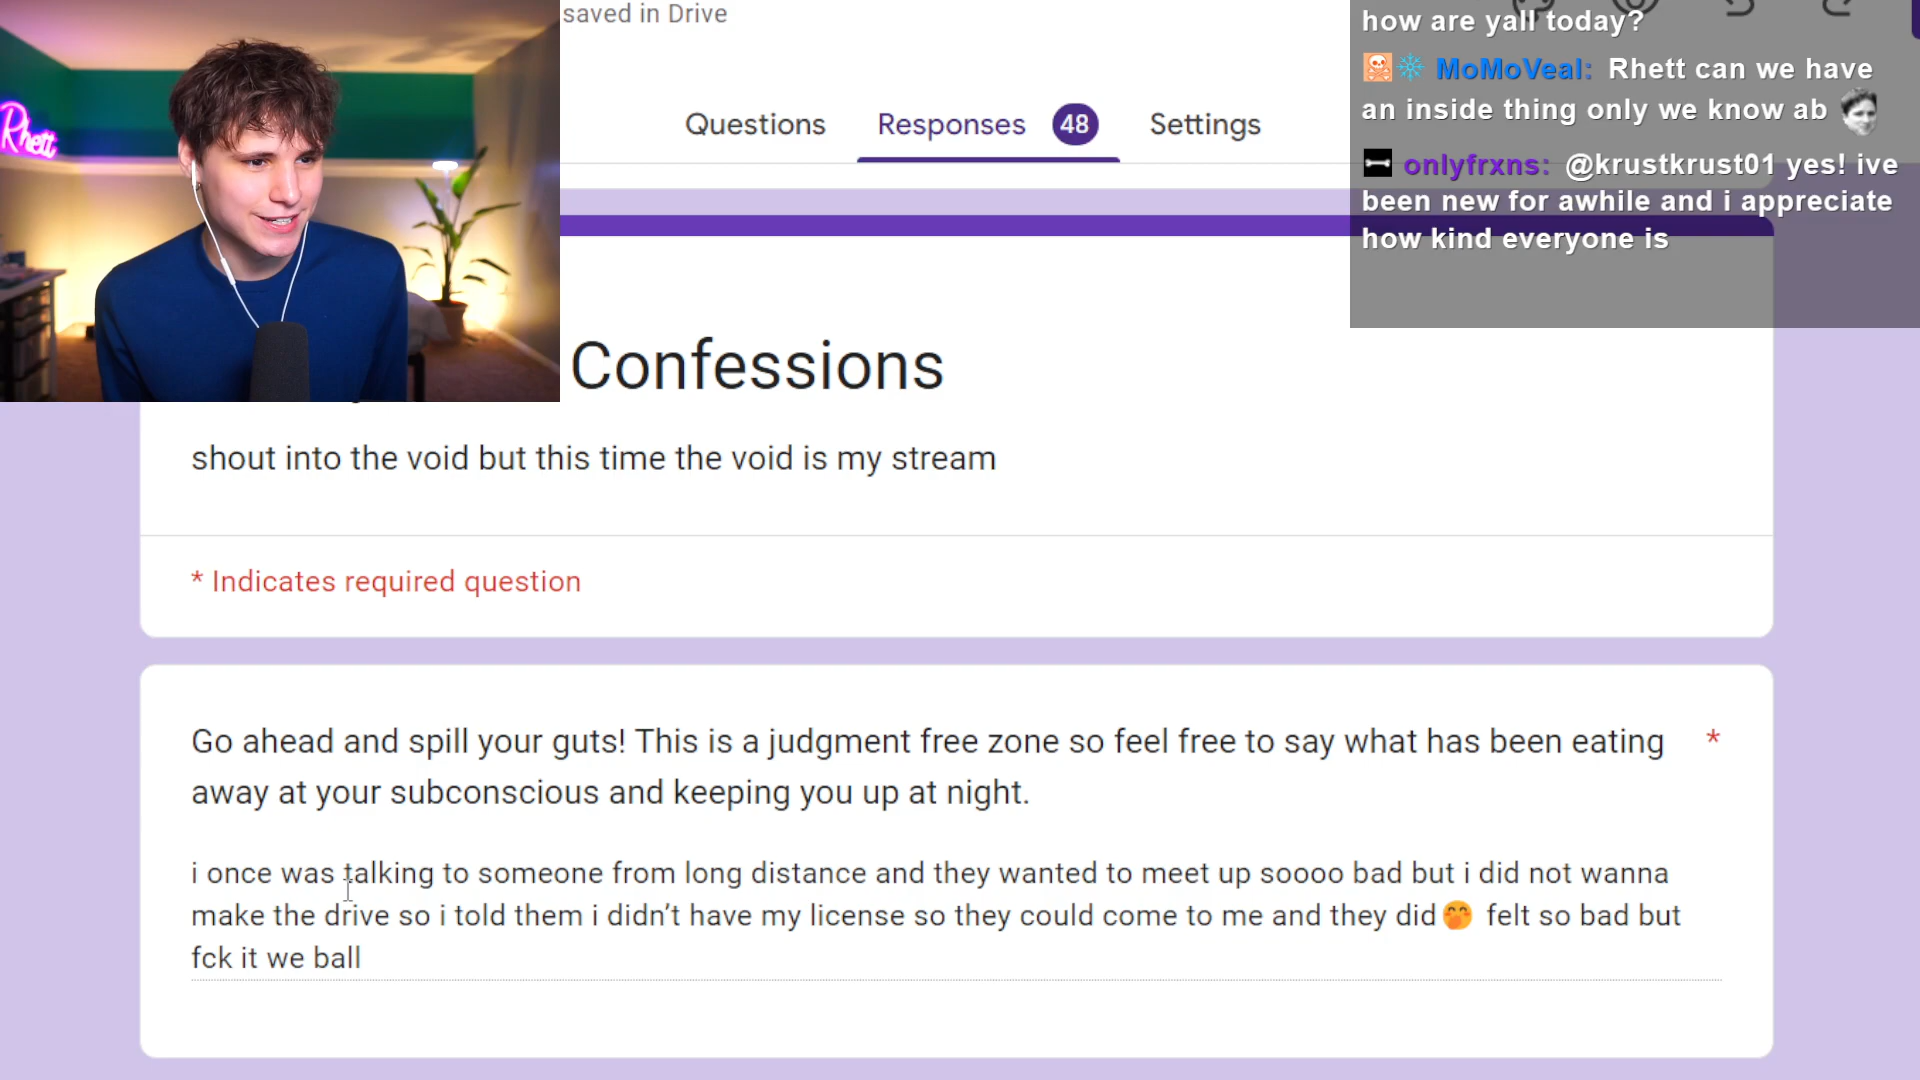 saved in Drive
how are yall today?
MoMoVeal: Rhett can we have
an inside thing only we know ab
onlyfrxns: @krustkrust01 yes! ive
been new for awhile and i appreciate
how kind everyone is
Rhett
Questions Responses 48 Settings
Confessions
shout into the void but this time the void is my stream
* Indicates required question
Go ahead and spill your guts! This is a judgment free zone so feel free to say what has been eating *
away at your subconscious and keeping you up at night.
i once was talking to someone from long distance and they wanted to meet up soooo bad but i did not wanna
make the drive so i told them i didn’t have my license so they could come to me and they did🤭 felt so bad but
fck it we ball